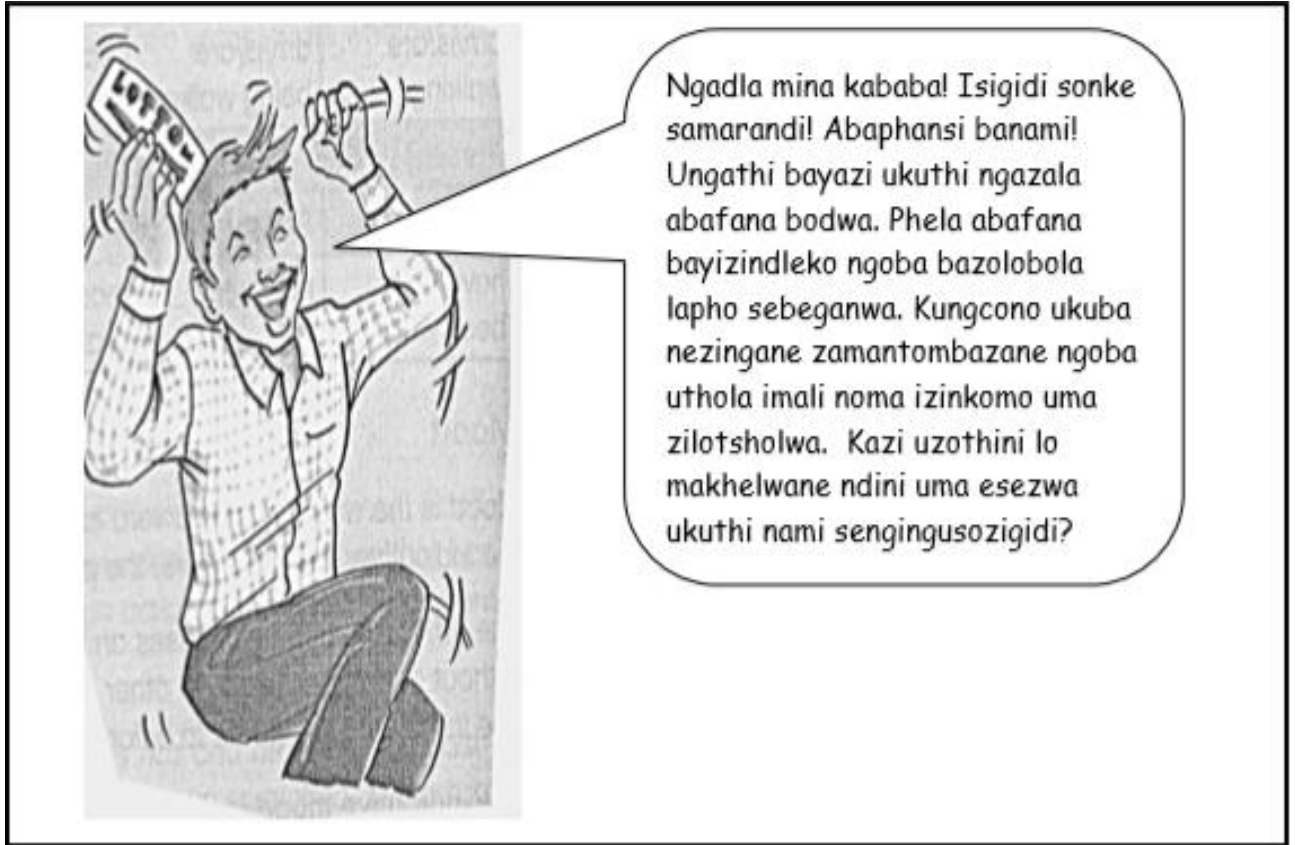 LOTTO
Ngadla mina kababa! Isigidi sonke
samarandi! Abaphansi banami!
Ungathi bayazi ukuthi ngazala
abafana bodwa. Phela abafana
bayizindleko ngoba bazolobola
lapho sebeganwa. Kungcono ukuba
nezingane zamantombazane ngoba
uthola imali noma izinkomo uma
zilotsholwa. Kazi uzothini lo
makhelwane ndini uma esezwa
ukuthi nami sengingusozigidi?